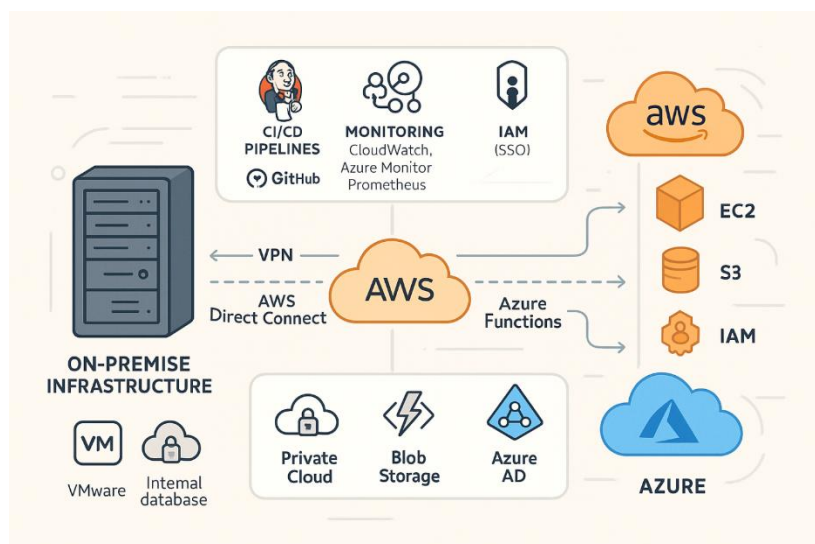 CI/CD
PIPELINES
GitHub
MONITORING
CloudWatch,
Azure Monitor
Prometheus
IAM
(SSO)
aws
EC2
S3
IAM
VPN
AWS
Direct Connect
AWS
Azure
Functions
ON-PREMISE
INFRASTRUCTURE
VM
VMware
Internal
database
Private
Cloud
Blob
Storage
Azure
AD
AZURE